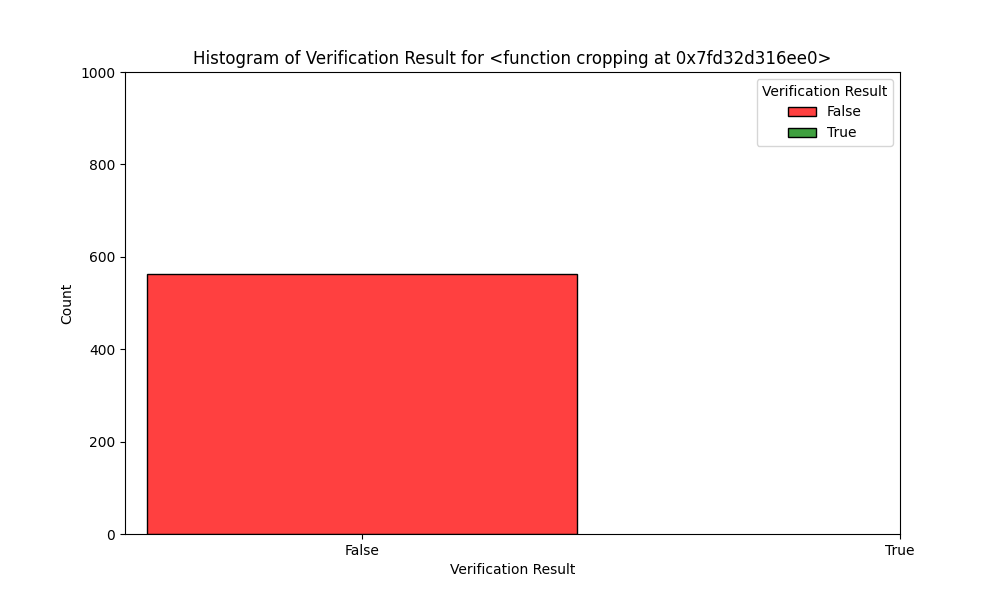 Histogram of Verification Result for <function cropping at 0x7fd32d316ee0>
1000
800
600
400
200
0
Count
Verification Result
False
True
False
True
Verification Result